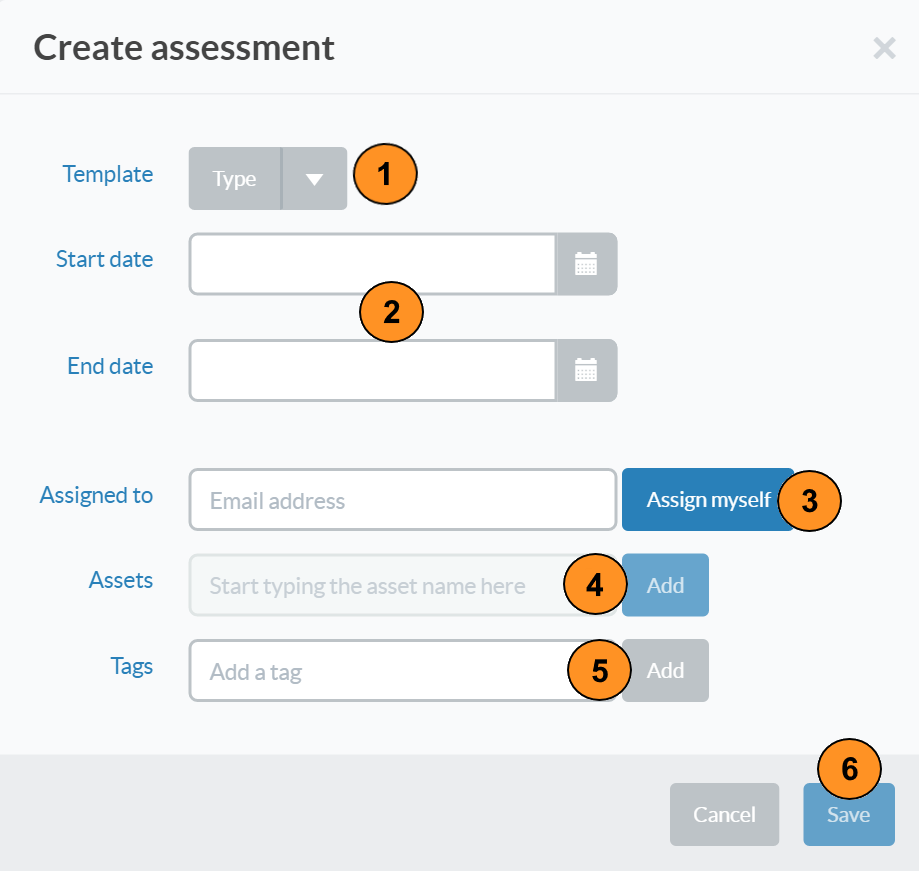 Create assessment
Template Type 1
Start date
2
End date
Assigned to Email address Assign myself 3
Assets Start typing the asset name here 4 Add
Tags Add a tag 5 Add
6
Cancel Save